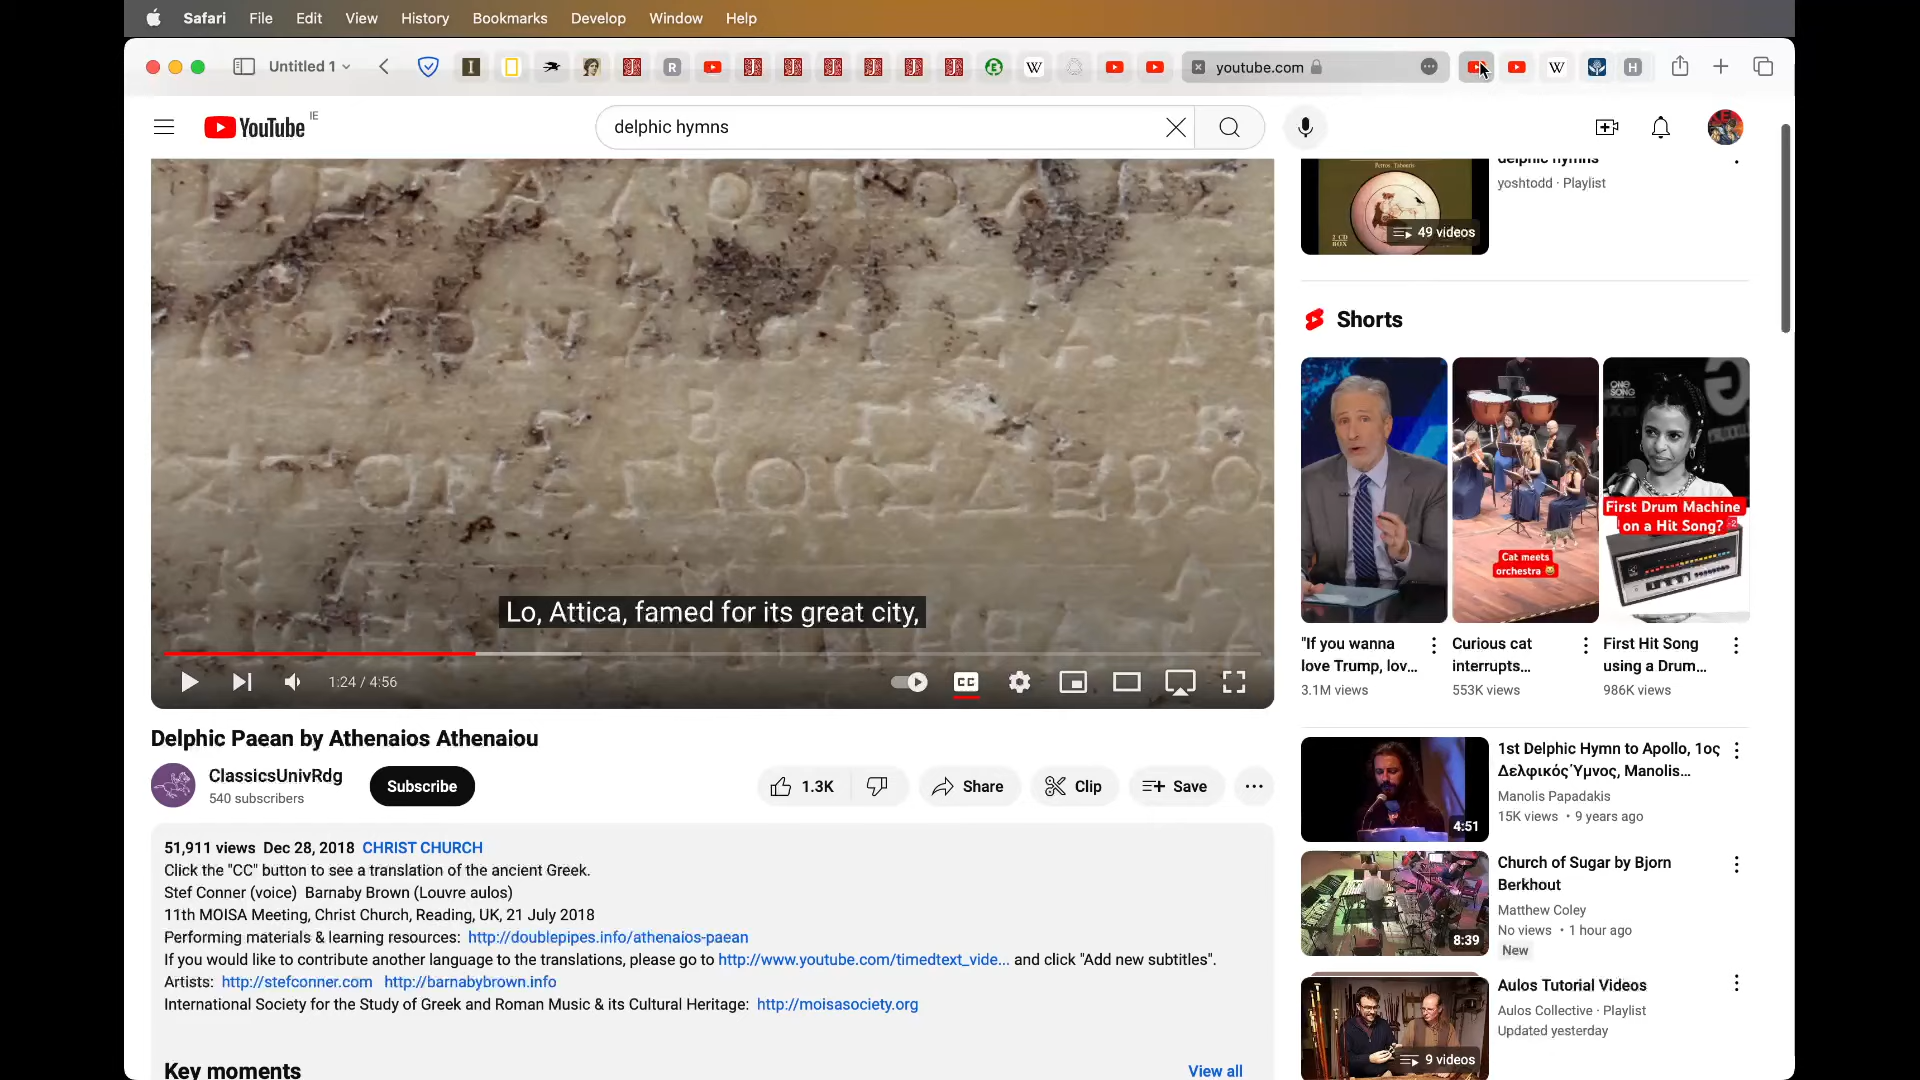 Safari File Edit View History Bookmarks Develop Window Help
Untitled 1
youtube.com
YouTube IE
delphic hymns
Lo, Attica, famed for its great city,
1:24 / 4:56
Delphic Paean by Athenaios Athenaiou
ClassicsUnivRdg
540 subscribers
Subscribe
1.3K
Share
Clip
Save
51,911 views Dec 28, 2018 CHRIST CHURCH
Click the "CC" button to see a translation of the ancient Greek.
Stef Conner (voice) Barnaby Brown (Louvre aulos)
11th MOISA Meeting, Christ Church, Reading, UK, 21 July 2018
Performing materials & learning resources: http://doublepipes.info/athenaios-paean
If you would like to contribute another language to the translations, please go to http://www.youtube.com/timedtext_vide... and click "Add new subtitles".
Artists: http://stefconner.com http://barnabybrown.info
International Society for the Study of Greek and Roman Music & its Cultural Heritage: http://moisasociety.org
Key moments
View all
delphic hymns
yoshtodd · Playlist
2 CD
BOX
49 videos
Shorts
ONE
SONG
First Drum Machine
on a Hit Song?
Cat meets
orchestra
"If you wanna
love Trump, lov...
3.1M views
Curious cat
interrupts...
553K views
First Hit Song
using a Drum...
986K views
1st Delphic Hymn to Apollo, 1ος
Δελφικός Ύμνος, Manolis...
Manolis Papadakis
15K views • 9 years ago
4:51
Church of Sugar by Bjorn
Berkhout
Matthew Coley
No views • 1 hour ago
New
8:39
Aulos Tutorial Videos
Aulos Collective · Playlist
Updated yesterday
9 videos